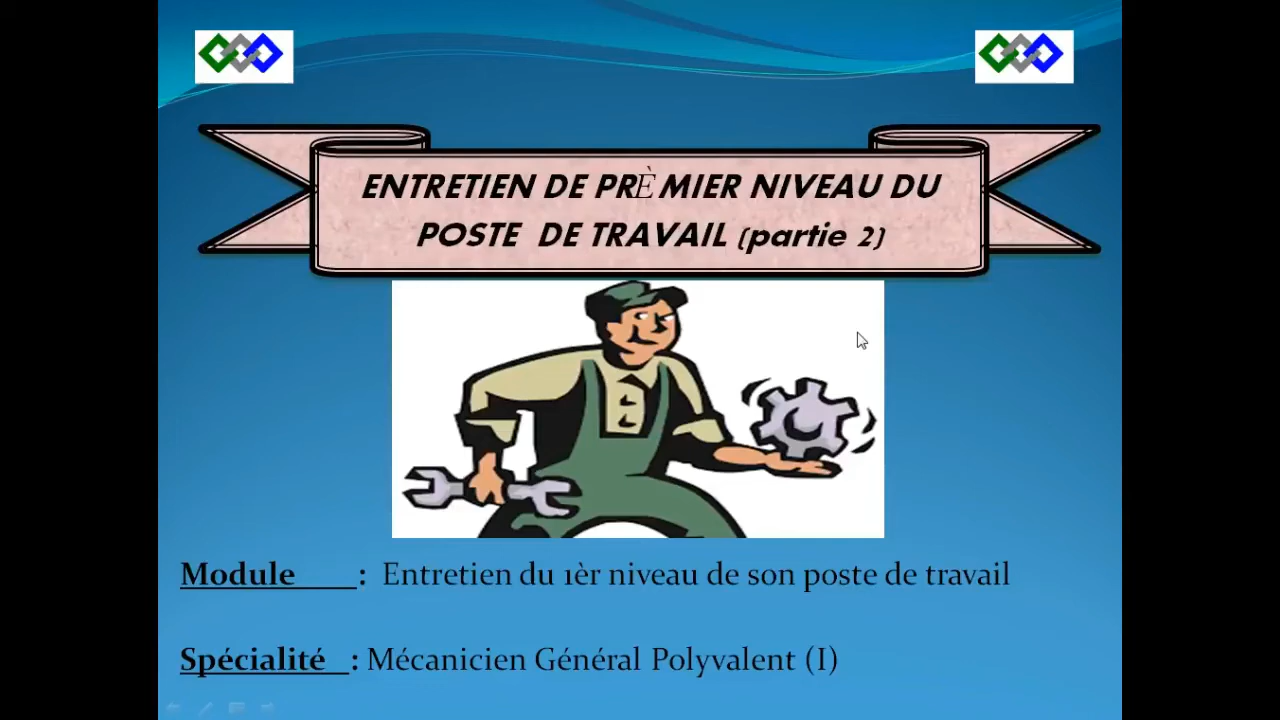 ENTRETIEN DE PRÈMIER NIVEAU DU
POSTE DE TRAVAIL (partie 2)
Module : Entretien du 1èr niveau de son poste de travail
Spécialité : Mécanicien Général Polyvalent (I)